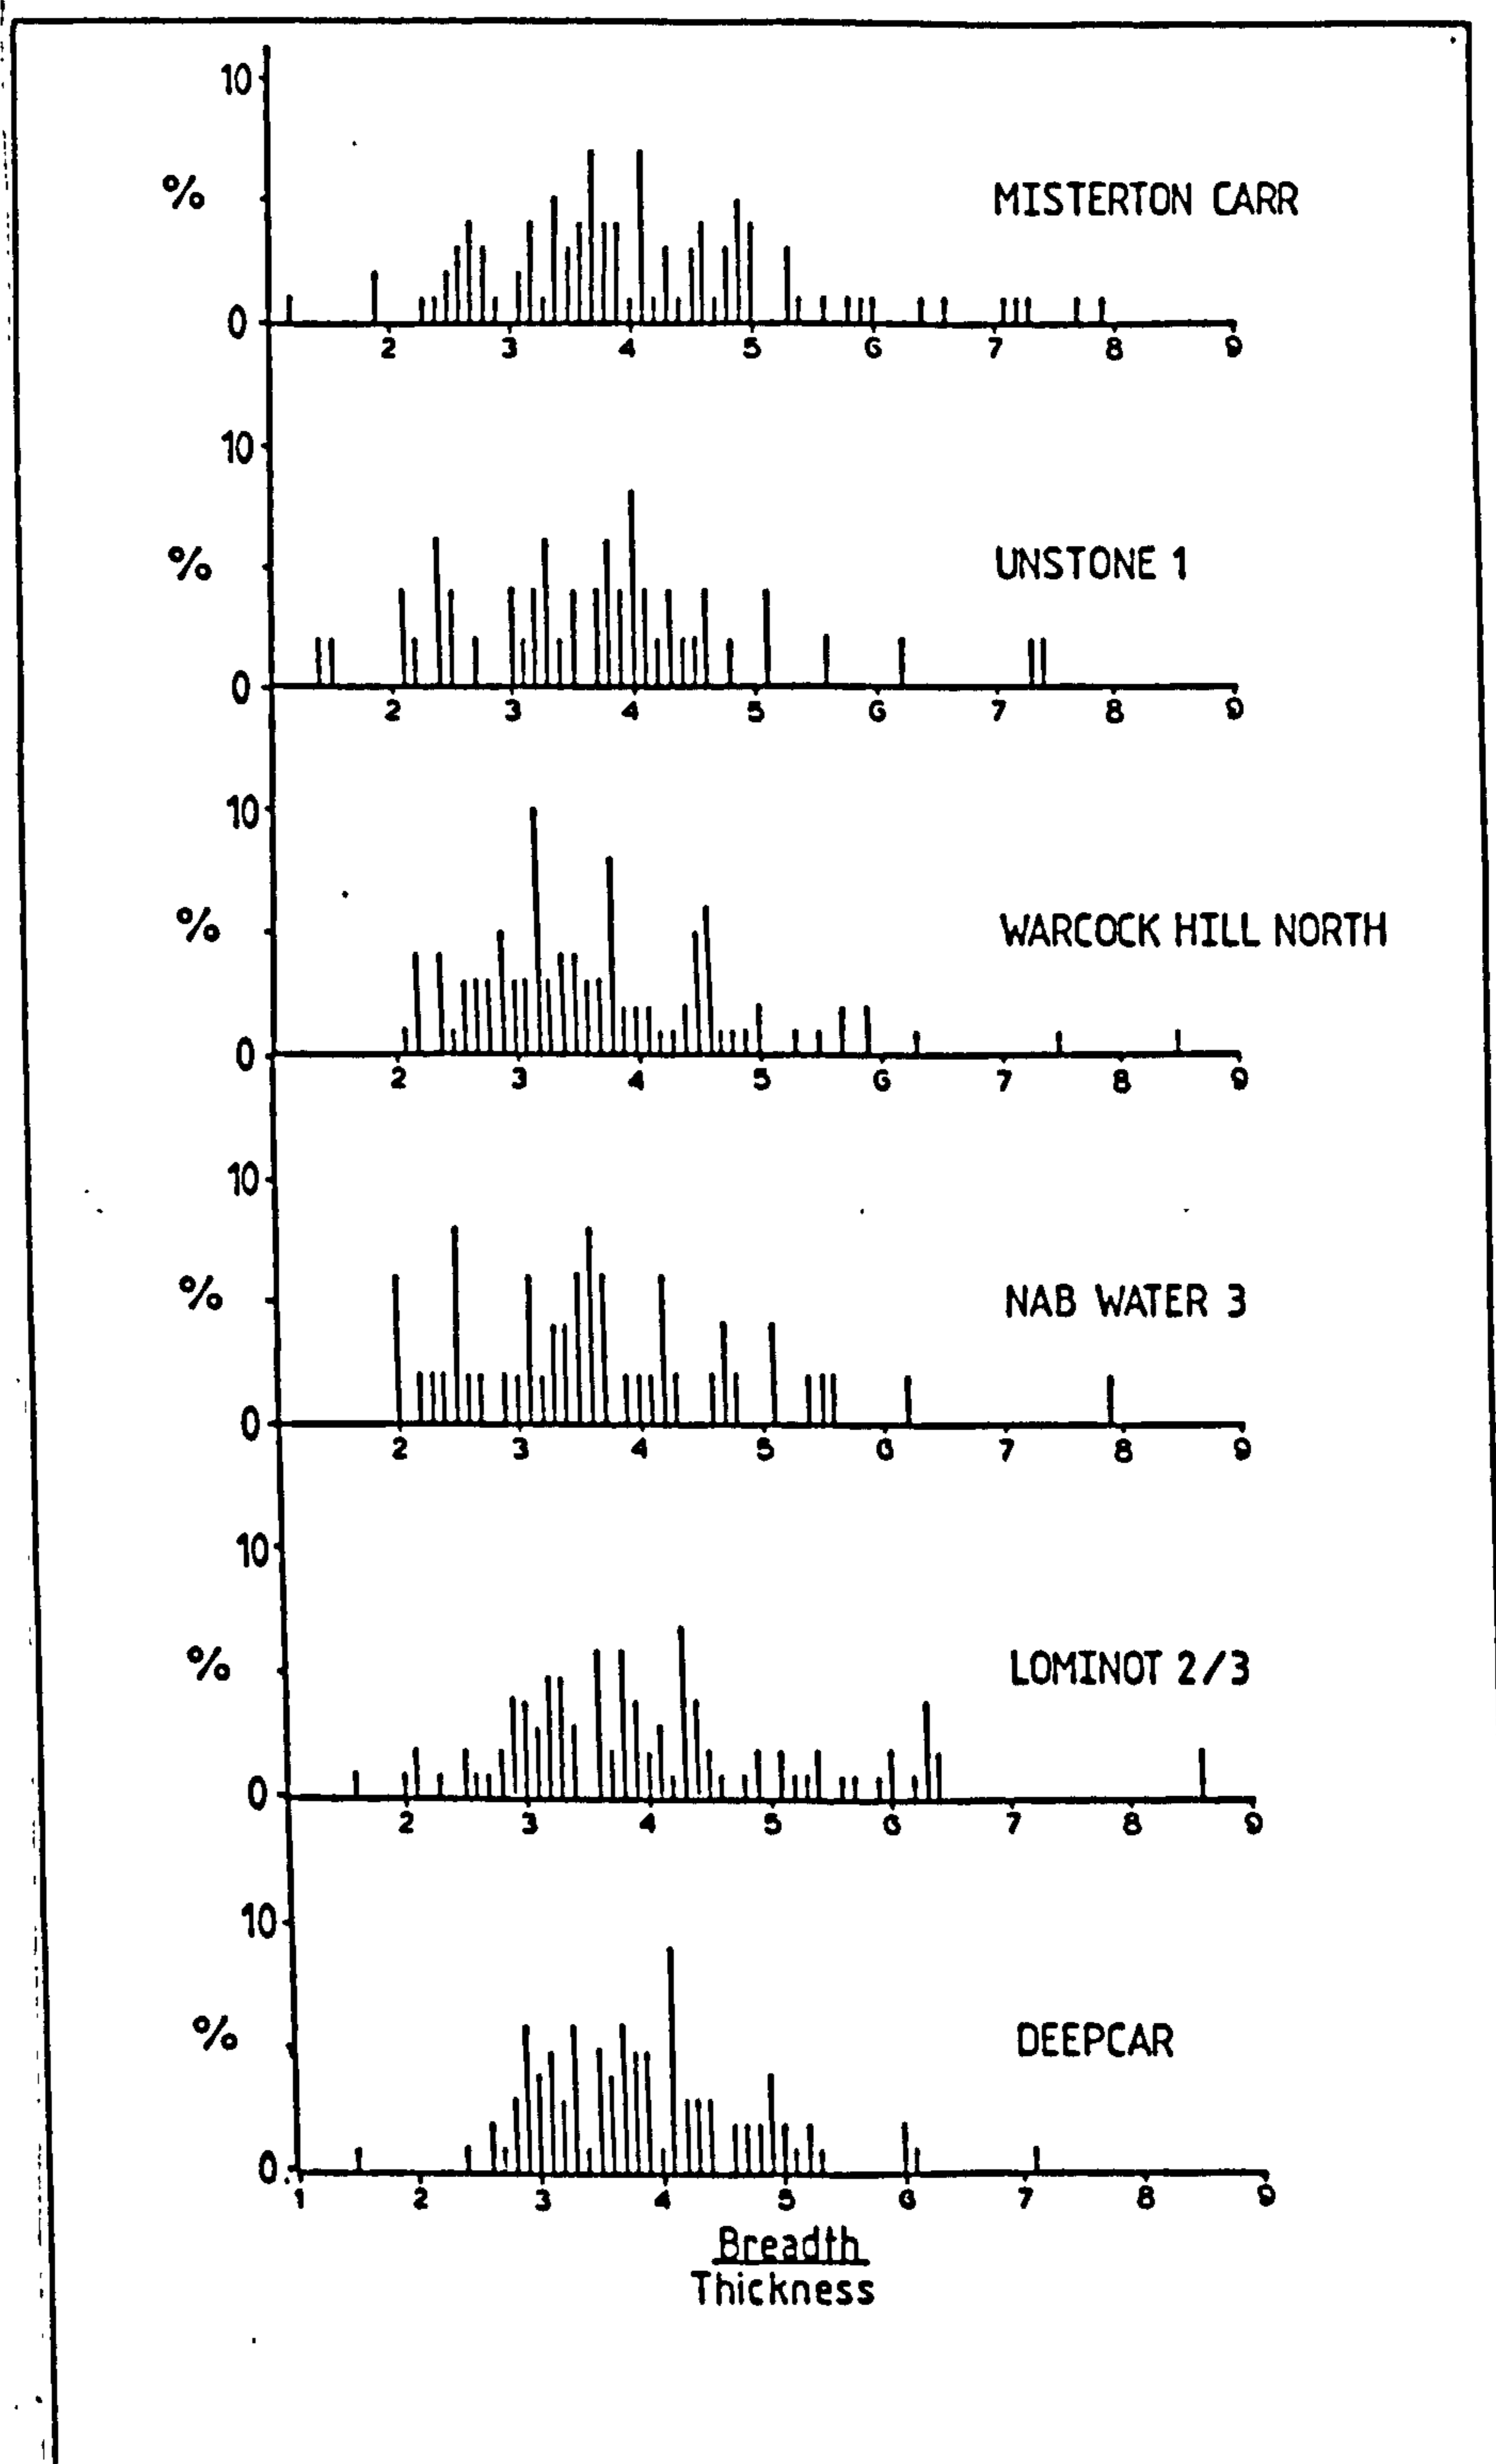 10
%
MISTERTON CARR
0
2 3 4 5 6 7 8 9
10
%
UNSTONE 1
0
2 3 4 5 6 7 8 9
10
%
WARCOCK HILL NORTH
0
2 3 4 5 6 7 8 9
10
%
NAB WATER 3
0
2 3 4 5 6 7 8 9
10
%
LOMINOT 2/3
0
2 3 4 5 6 7 8 9
10
%
DEEPCAR
0
1 2 3 4 5 6 7 8 9
Breadth
Thickness